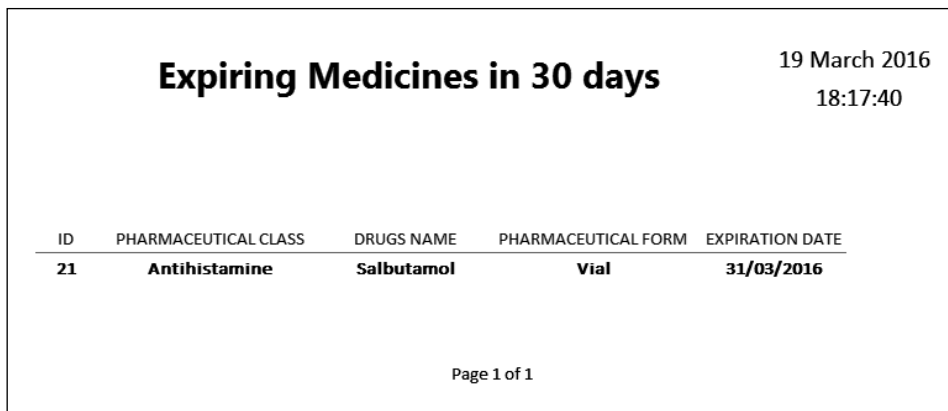 Expiring Medicines in 30 days
19 March 2016
18:17:40
ID PHARMACEUTICAL CLASS DRUGS NAME PHARMACEUTICAL FORM EXPIRATION DATE
21 Antihistamine Salbutamol Vial 31/03/2016
Page 1 of 1